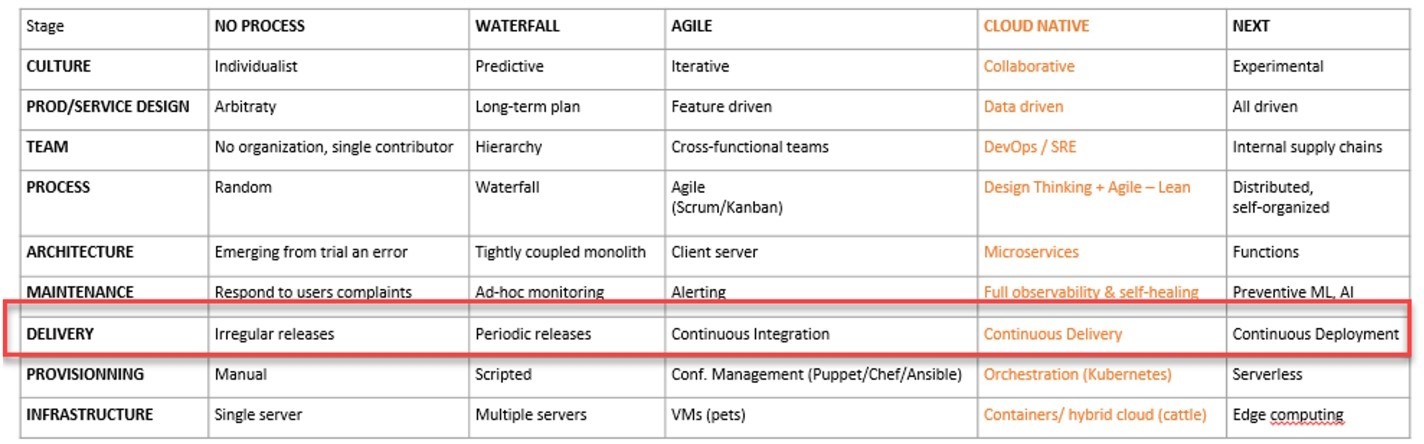 Stage NO PROCESS WATERFALL AGILE CLOUD NATIVE NEXT
CULTURE Individualist Predictive Iterative Collaborative Experimental
PROD/SERVICE DESIGN Arbitraty Long-term plan Feature driven Data driven All driven
TEAM No organization, single contributor Hierarchy Cross-functional teams DevOps / SRE Internal supply chains
PROCESS Random Waterfall Agile Design Thinking + Agile – Lean Distributed,
(Scrum/Kanban) self-organized
ARCHITECTURE Emerging from trial an error Tightly coupled monolith Client server Microservices Functions
MAINTENANCE Respond to users complaints Ad-hoc monitoring Alerting Full observability & self-healing Preventive ML, AI
DELIVERY Irregular releases Periodic releases Continuous Integration Continuous Delivery Continuous Deployment
PROVISIONNING Manual Scripted Conf. Management (Puppet/Chef/Ansible) Orchestration (Kubernetes) Serverless
INFRASTRUCTURE Single server Multiple servers VMs (pets) Containers/ hybrid cloud (cattle) Edge computing